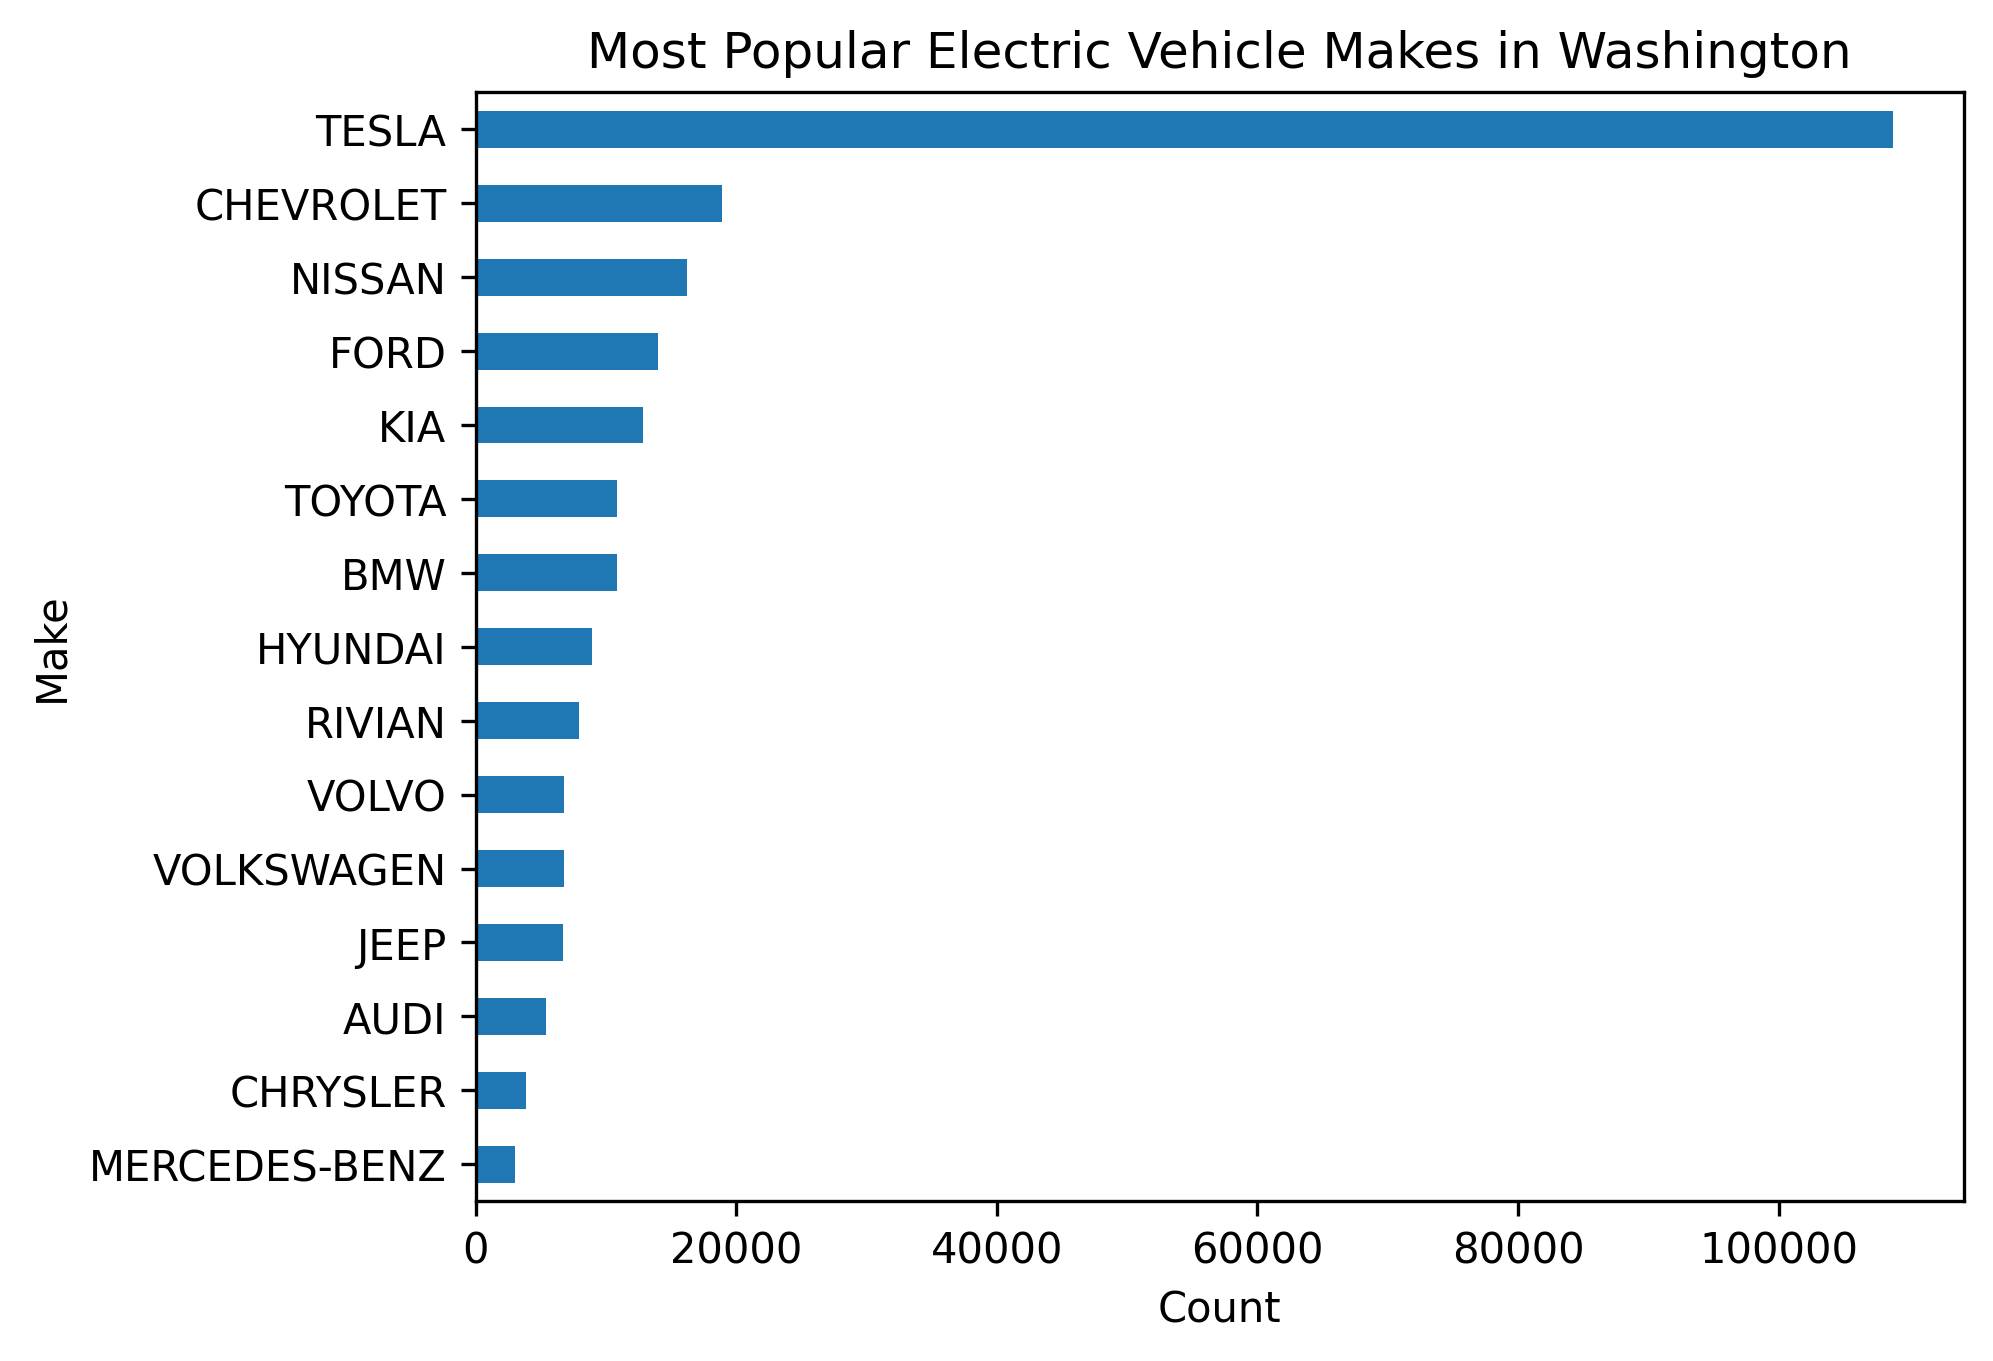 Most Popular Electric Vehicle Makes in Washington
TESLA
CHEVROLET
NISSAN
FORD
KIA
TOYOTA
BMW
HYUNDAI
RIVIAN
VOLVO
VOLKSWAGEN
JEEP
AUDI
CHRYSLER
MERCEDES-BENZ
Make
0 20000 40000 60000 80000 100000
Count